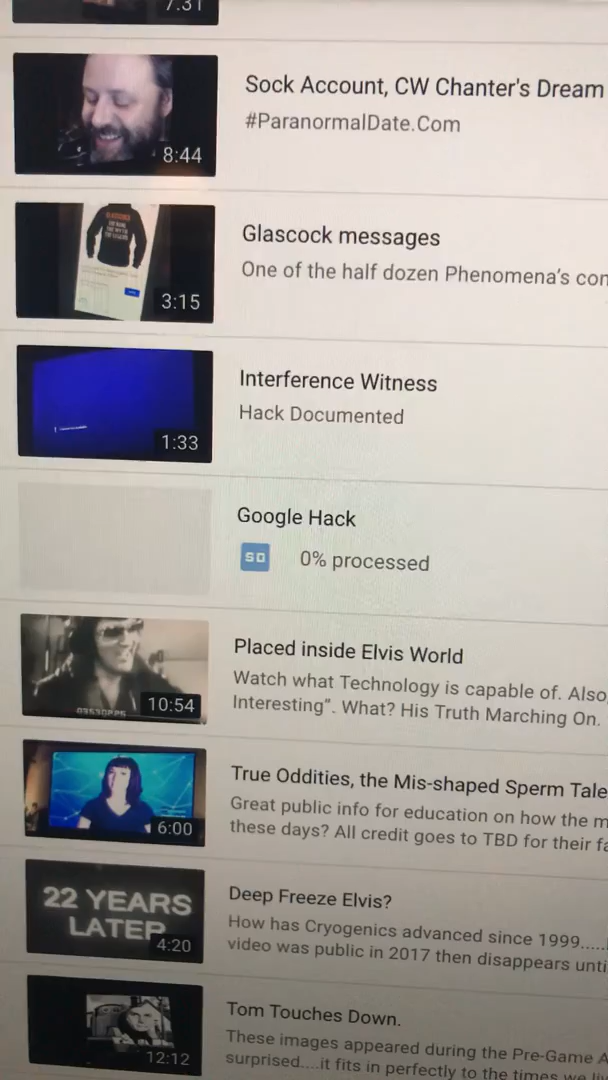 7:31
Sock Account, CW Chanter's Dream
#ParanormalDate.Com
8:44
Glascock messages
One of the half dozen Phenomena's con
3:15
Interference Witness
Hack Documented
1:33
Google Hack
SD 0% processed
Placed inside Elvis World
Watch what Technology is capable of. Also,
Interesting". What? His Truth Marching On.
10:54
True Oddities, the Mis-shaped Sperm Tale
Great public info for education on how the m
these days? All credit goes to TBD for their fa
6:00
22 YEARS
LATER
4:20
Deep Freeze Elvis?
How has Cryogenics advanced since 1999.....
video was public in 2017 then disappears unti
Tom Touches Down.
These images appeared during the Pre-Game A
surprised....it fits in perfectly to the times we liv
12:12